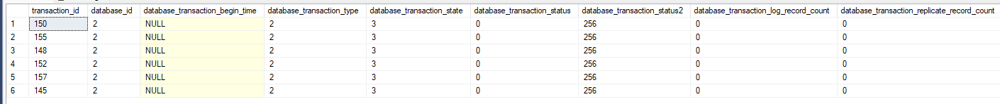 transaction_id database_id database_transaction_begin_time database_transaction_type database_transaction_state database_transaction_status database_transaction_status2 database_transaction_log_record_count database_transaction_replicate_record_count
1 150 2 NULL 2 3 0 256 0 0
2 155 2 NULL 2 3 0 256 0 0
3 148 2 NULL 2 3 0 256 0 0
4 152 2 NULL 2 3 0 256 0 0
5 157 2 NULL 2 3 0 256 0 0
6 145 2 NULL 2 3 0 256 0 0